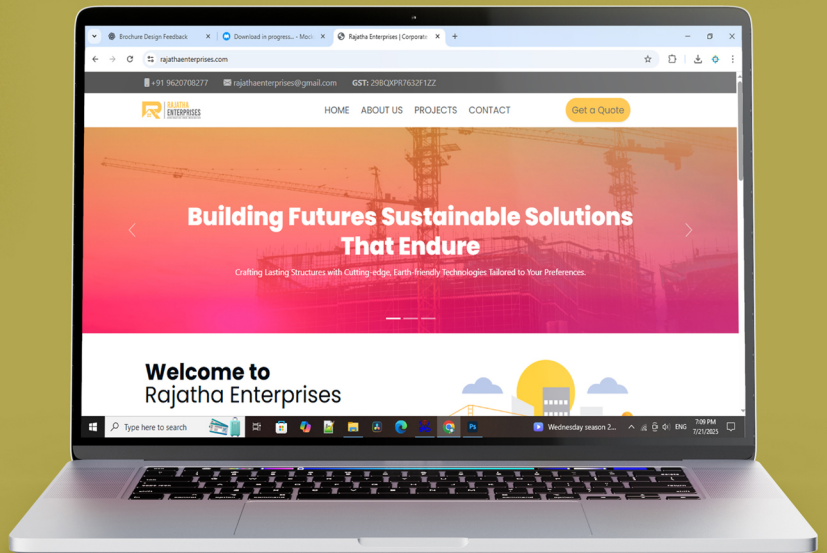 Brochure Design Feedback
Download in progress... - Mock
Rajatha Enterprises | Corporate
rajathaenterprises.com
+91 9620708277
rajathaenterprises@gmail.com
GST: 29BQXPR7632F1ZZ
RAJATHA
ENTERPRISES
HOME
ABOUT US
PROJECTS
CONTACT
Get a Quote
Building Futures Sustainable Solutions
That Endure
Crafting Lasting Structures with Cutting-edge, Earth-friendly Technologies Tailored to Your Preferences.
Welcome to
Rajatha Enterprises
Type here to search
Ps
Wednesday season 2...
ENG
7:09 PM
7/21/2025